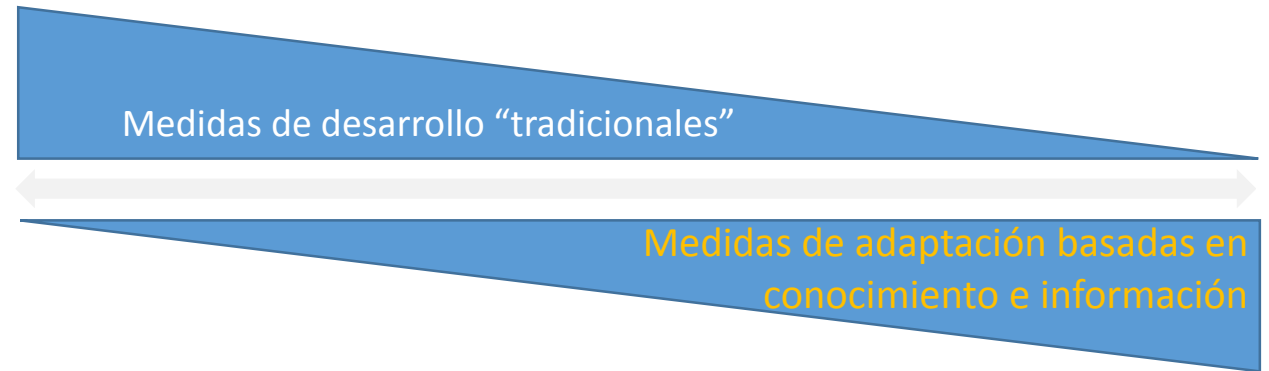 Medidas de desarrollo “tradicionales”
Medidas de adaptación basadas en
conocimiento e información